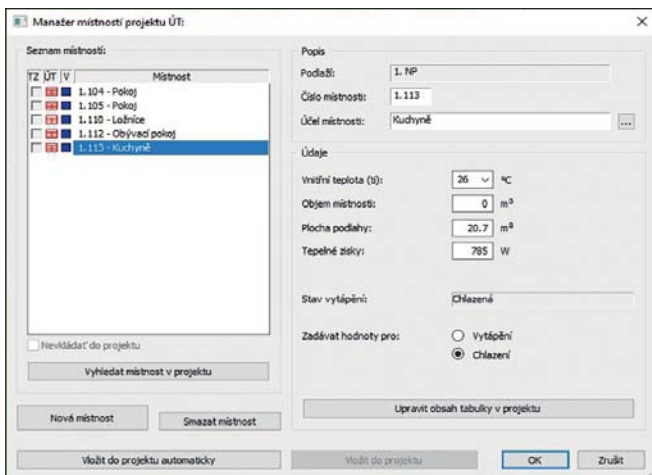 Manažer místností projektu ÚT:
Seznam místností:
TZ ÚT V Místnost
1.104 - Pokoj
1.105 - Pokoj
1.110 - Ložnice
1.112 - Obývací pokoj
1.113 - Kuchyně
Nevkládat do projektu
Vyhledat místnost v projektu
Nová místnost
Smazat místnost
Vložit do projektu automaticky
Popis
Podlaží: 1. NP
Číslo místnosti: 1.113
Účel místnosti: Kuchyně ...
Údaje
Vnitřní teplota (ti): 26 °C
Objem místnosti: 0 m³
Plocha podlahy: 20.7 m²
Tepelné zisky: 785 W
Stav vytápění: Chlazená
Zadávat hodnoty pro: Vytápění
Chlazení
Upravit obsah tabulky v projektu
Vložit do projektu
OK
Zrušit